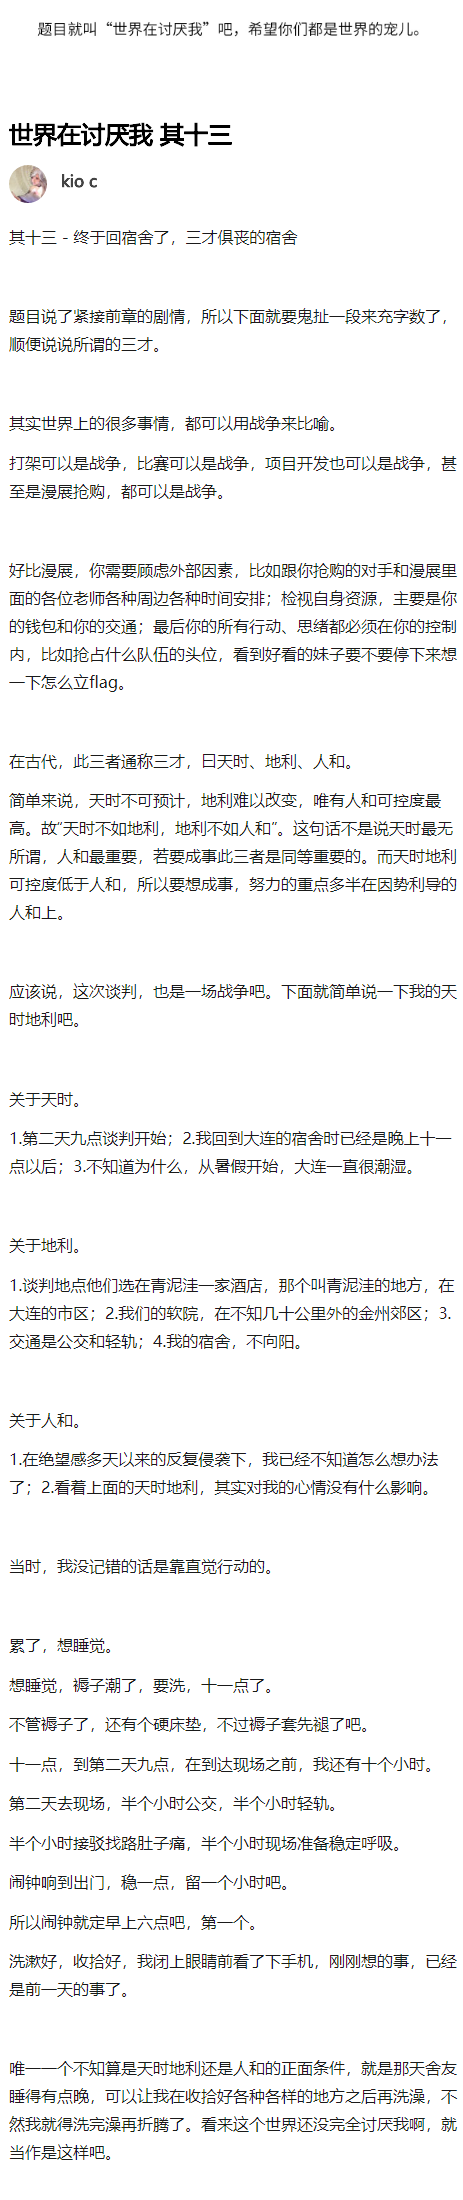 题目就叫“世界在讨厌我”吧，希望你们都是世界的宠儿。
世界在讨厌我 其十三
kio c
其十三 - 终于回宿舍了，三才俱丧的宿舍
题目说了紧接前章的剧情，所以下面就要鬼扯一段来充字数了，
顺便说说所谓的三才。
其实世界上的很多事情，都可以用战争来比喻。
打架可以是战争，比赛可以是战争，项目开发也可以是战争，甚
至是漫展抢购，都可以是战争。
好比漫展，你需要顾虑外部因素，比如跟你抢购的对手和漫展里
面的各位老师各种周边各种时间安排；检视自身资源，主要是你
的钱包和你的交通；最后你的所有行动、思绪都必须在你的控制
内，比如抢占什么队伍的头位，看到好看的妹子要不要停下来想
一下怎么立flag。
在古代，此三者通称三才，曰天时、地利、人和。
简单来说，天时不可预计，地利难以改变，唯有人和可控度最
高。故“天时不如地利，地利不如人和”。这句话不是说天时最无
所谓，人和最重要，若要成事此三者是同等重要的。而天时地利
可控度低于人和，所以要想成事，努力的重点多半在因势利导的
人和上。
应该说，这次谈判，也是一场战争吧。下面就简单说一下我的天
时地利吧。
关于天时。
1.第二天九点谈判开始；2.我回到大连的宿舍时已经是晚上十一
点以后；3.不知道为什么，从暑假开始，大连一直很潮湿。
关于地利。
1.谈判地点他们选在青泥洼一家酒店，那个叫青泥洼的地方，在
大连的市区；2.我们的软院，在不知几十公里外的金州郊区；3.
交通是公交和轻轨；4.我的宿舍，不向阳。
关于人和。
1.在绝望感多天以来的反复侵袭下，我已经不知道怎么想办法
了；2.看着上面的天时地利，其实对我的心情没有什么影响。
当时，我没记错的话是靠直觉行动的。
累了，想睡觉。
想睡觉，褥子潮了，要洗，十一点了。
不管褥子了，还有个硬床垫，不过褥子套先褪了吧。
十一点，到第二天九点，在到达现场之前，我还有十个小时。
第二天去现场，半个小时公交，半个小时轻轨。
半个小时接驳找路肚子痛，半个小时现场准备稳定呼吸。
闹钟响到出门，稳一点，留一个小时吧。
所以闹钟就定早上六点吧，第一个。
洗漱好，收拾好，我闭上眼睛前看了下手机，刚刚想的事，已经
是前一天的事了。
唯一一个不知算是天时地利还是人和的正面条件，就是那天舍友
睡得有点晚，可以让我在收拾好各种各样的地方之后再洗澡，不
然我就得洗完澡再折腾了。看来这个世界还没完全讨厌我啊，就
当作是这样吧。